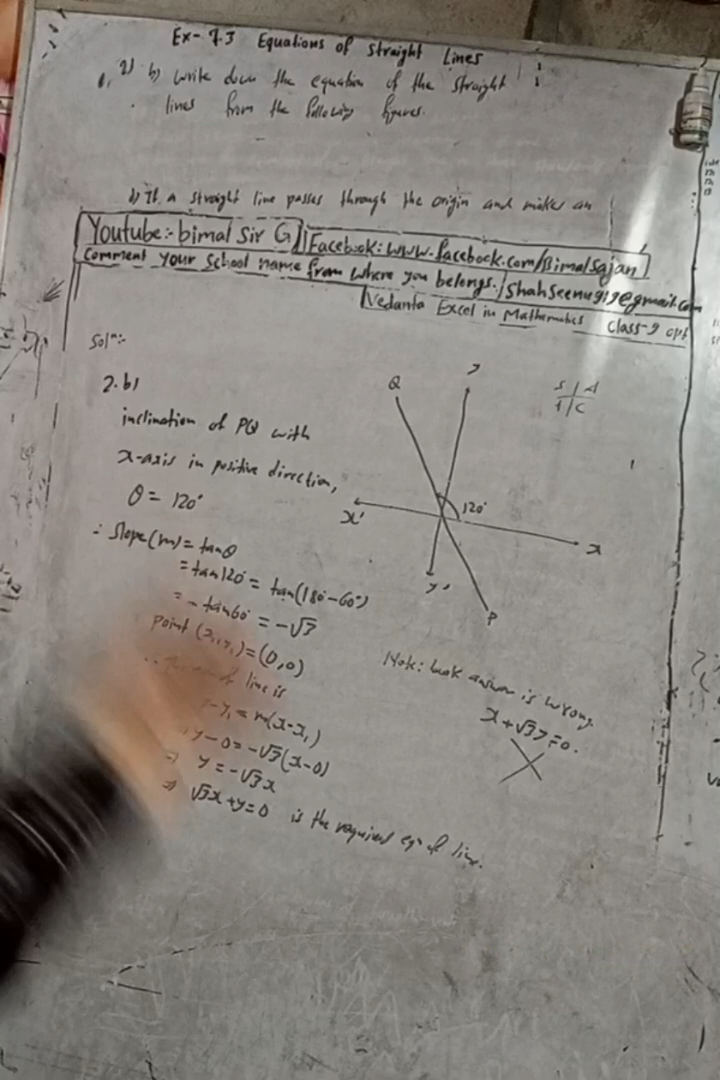 Ex- 7.3 Equations of Straight Lines
2) b) Write down the equation of the straight
lines from the following figures.
d) If a straight line passes through the origin and makes an
Youtube:- bimal Sir G
Facebook: www.facebook.com/Bimalsajan
Comment your School name from where you belongs.
Vedanta Excel in Mathematics Class-9 opt
Solⁿ:-
2.b)
inclination of PQ with
x-axis in positive direction,
θ = 120°
∴ Slope(m) = tanθ
= tan120° = tan(180°-60°)
= -tan60° = -√3
Point (x₁,y₁) = (0,0)
of line is
-y₁ = m(x-x₁)
y-0 = -√3(x-0)
⇒ y = -√3x
⇒ √3x+y=0 is the required eqⁿ of line.
Q
y
S A
T C
120°
x'
x
y'
P
Note: book answer is wrong
x+√3y=0.